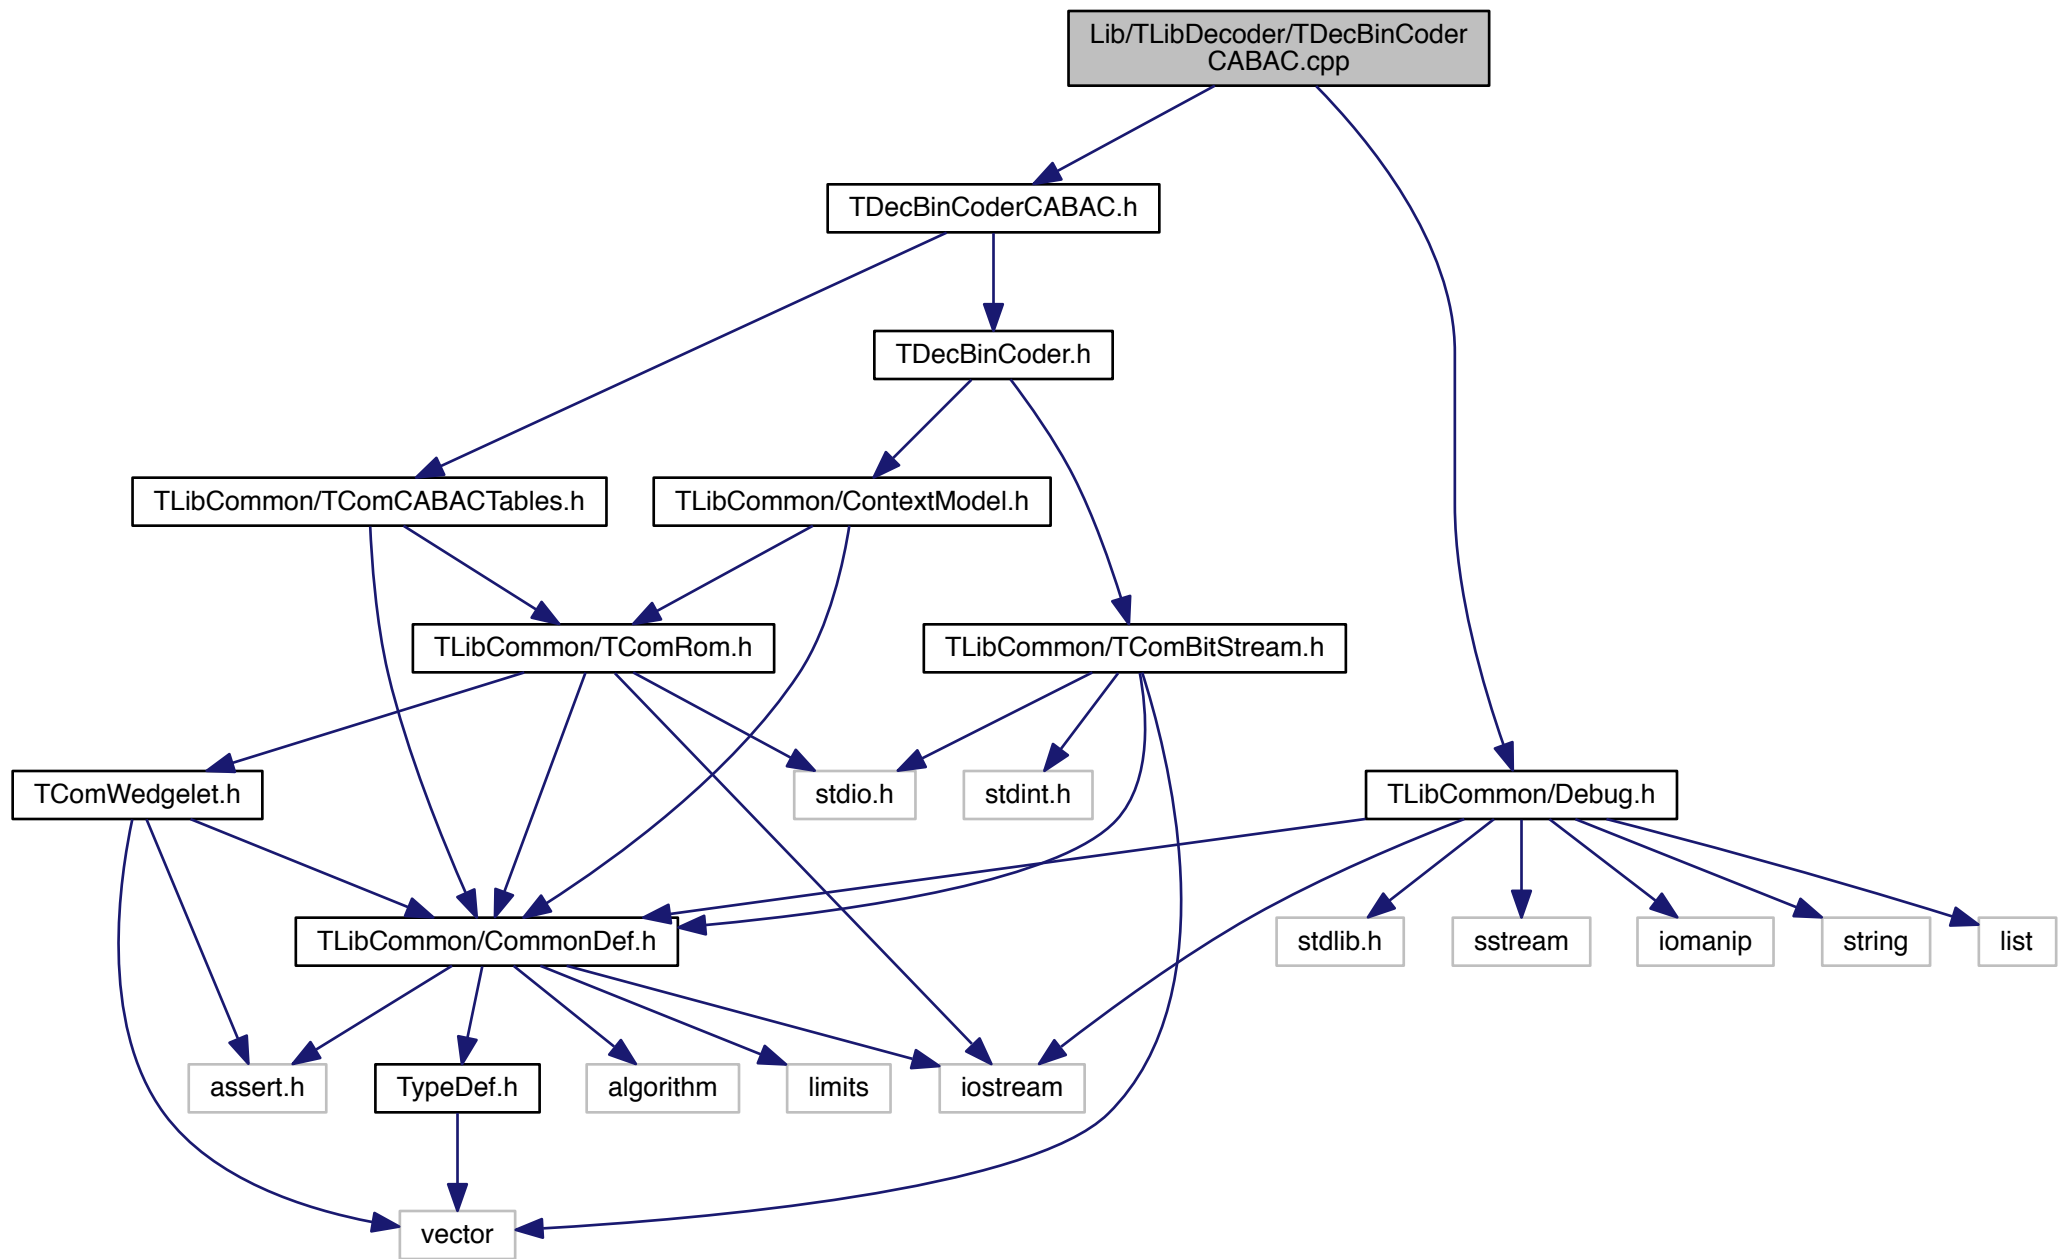 Lib/TLibDecoder/TDecBinCoder
CABAC.cpp
TDecBinCoderCABAC.h
TDecBinCoder.h
TLibCommon/TComCABACTables.h
TLibCommon/ContextModel.h
TLibCommon/TComRom.h
TLibCommon/TComBitStream.h
TComWedgelet.h
stdio.h
stdint.h
TLibCommon/Debug.h
TLibCommon/CommonDef.h
stdlib.h
sstream
iomanip
string
list
assert.h
TypeDef.h
algorithm
limits
iostream
vector